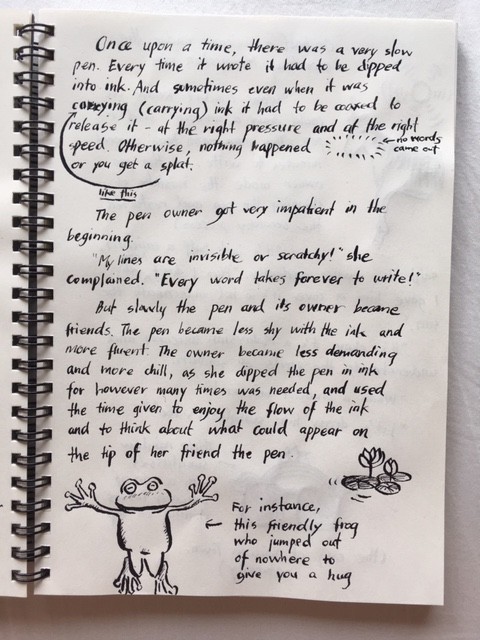 Once upon a time, there was a very slow
pen. Every time it wrote it had to be dipped
into ink. And sometimes even when it was
carrying (carrying) ink it had to be coaxed to
release it - at the right pressure and at the right
speed. Otherwise, nothing happened
← no words
came out
or you get a splat.
like this
The pen owner got very impatient in the
beginning.
"My lines are invisible or scratchy!" she
complained. "Every word takes forever to write!"
But slowly the pen and its owner became
friends. The pen became less shy with the ink and
more fluent. The owner became less demanding
and more chill, as she dipped the pen in ink
for however many times was needed, and used
the time given to enjoy the flow of the ink
and to think about what could appear on
the tip of her friend the pen.
For instance,
← this friendly frog
who jumped out
of nowhere to
give you a hug